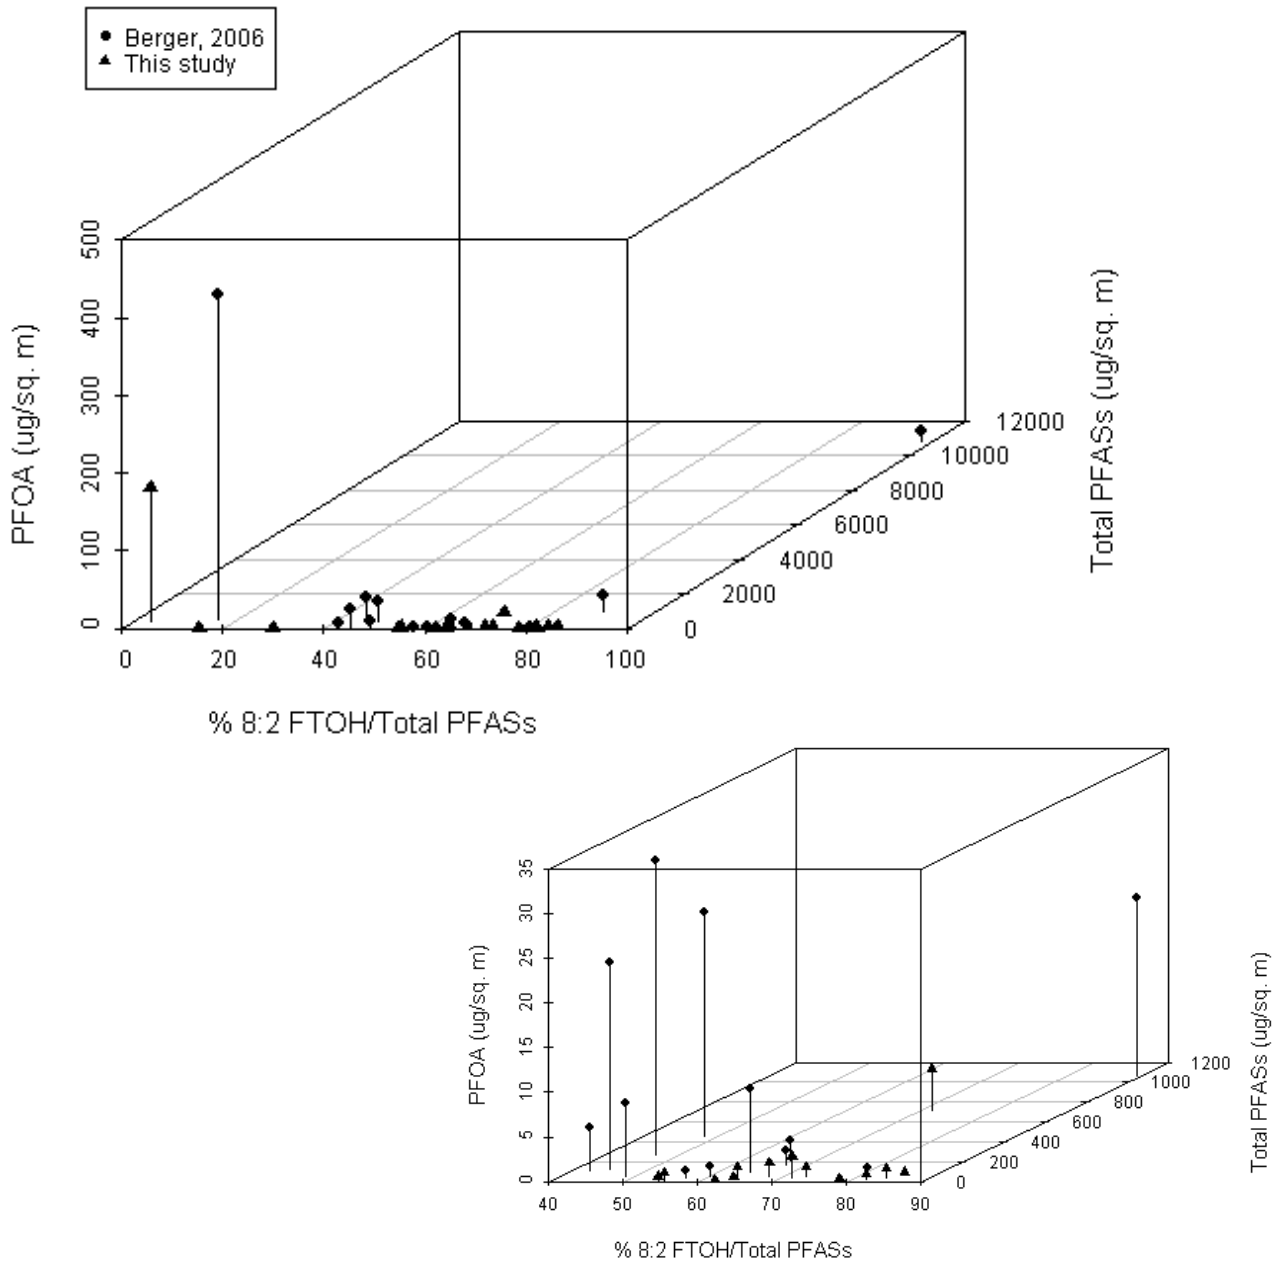 Berger, 2006
This study
PFOA (ug/sq. m)
500
400
300
200
100
0
0 20 40 60 80 100
% 8:2 FTOH/Total PFASs
12000
10000
8000
6000
4000
2000
0
Total PFASs (ug/sq. m)
PFOA (ug/sq. m)
35
30
25
20
15
10
5
0
40 50 60 70 80 90
% 8:2 FTOH/Total PFASs
1200
1000
800
600
400
200
0
Total PFASs (ug/sq. m)